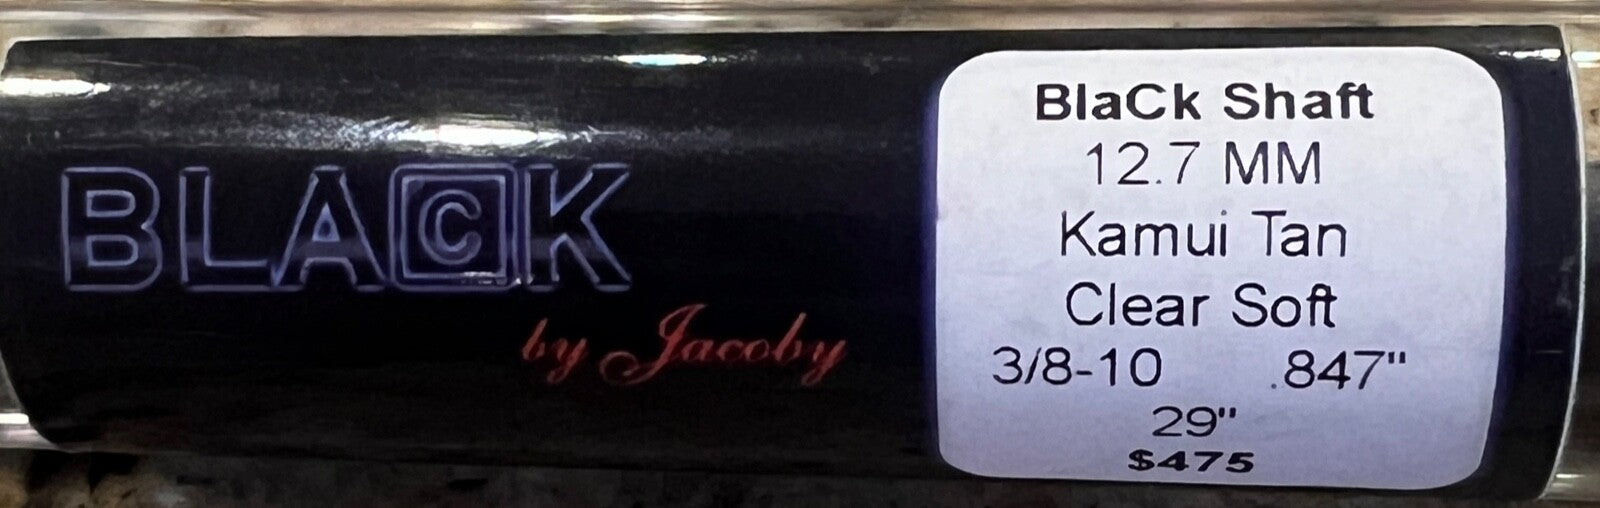 BLACK
by Jacoby
BlaCk Shaft
12.7 MM
Kamui Tan
Clear Soft
3/8-10 .847"
29"
$475